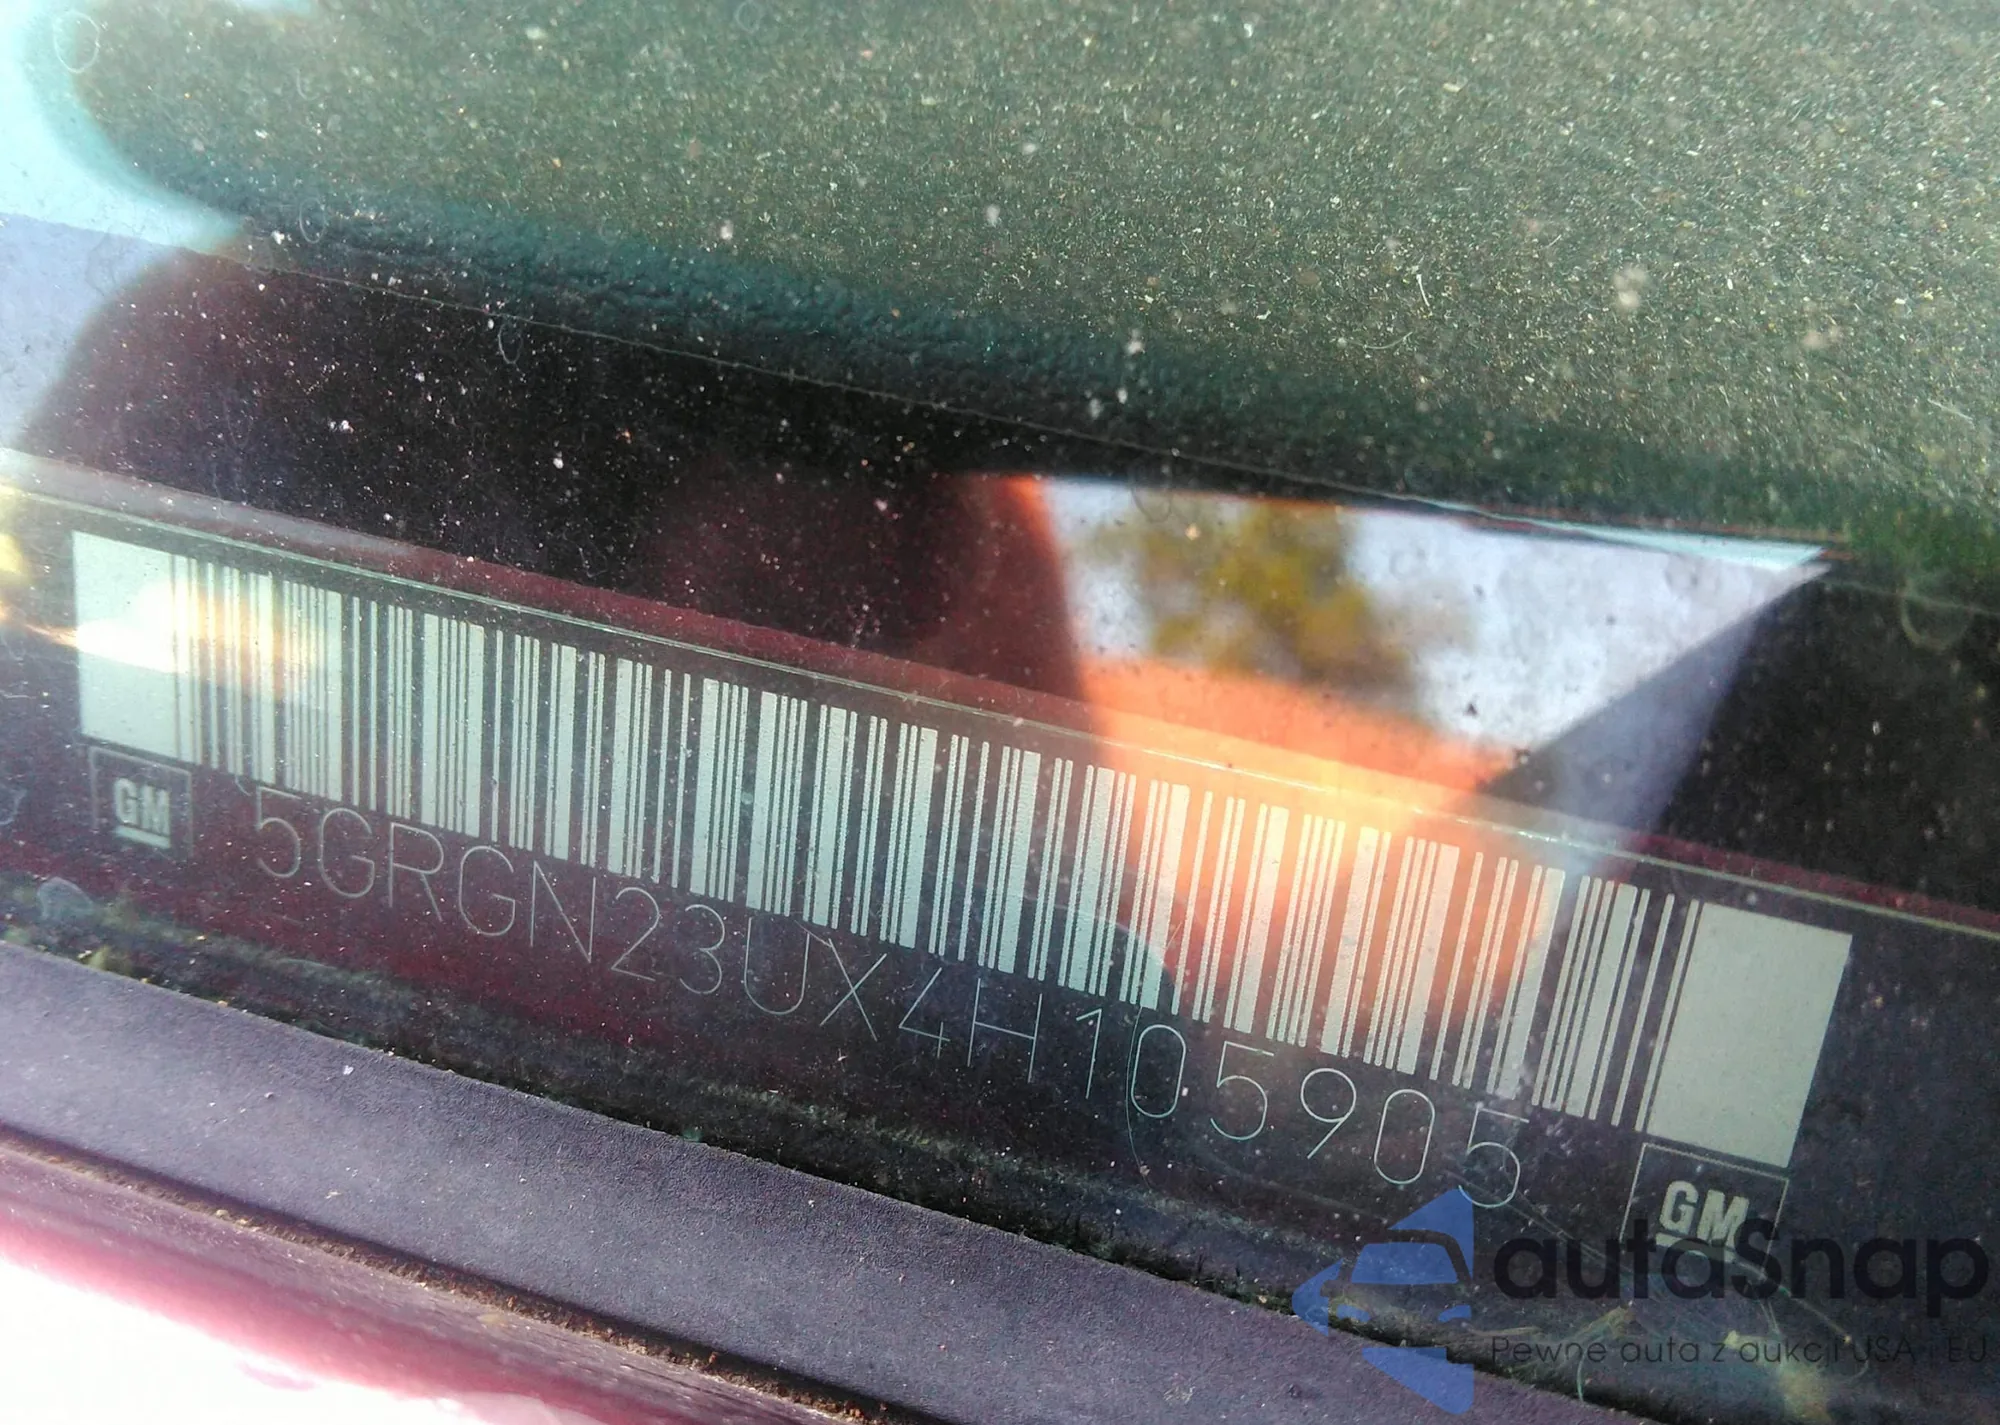 GM 5GRGN23UX4H105905 GM
autaSnap
Pewne auta z aukcji USA i EU